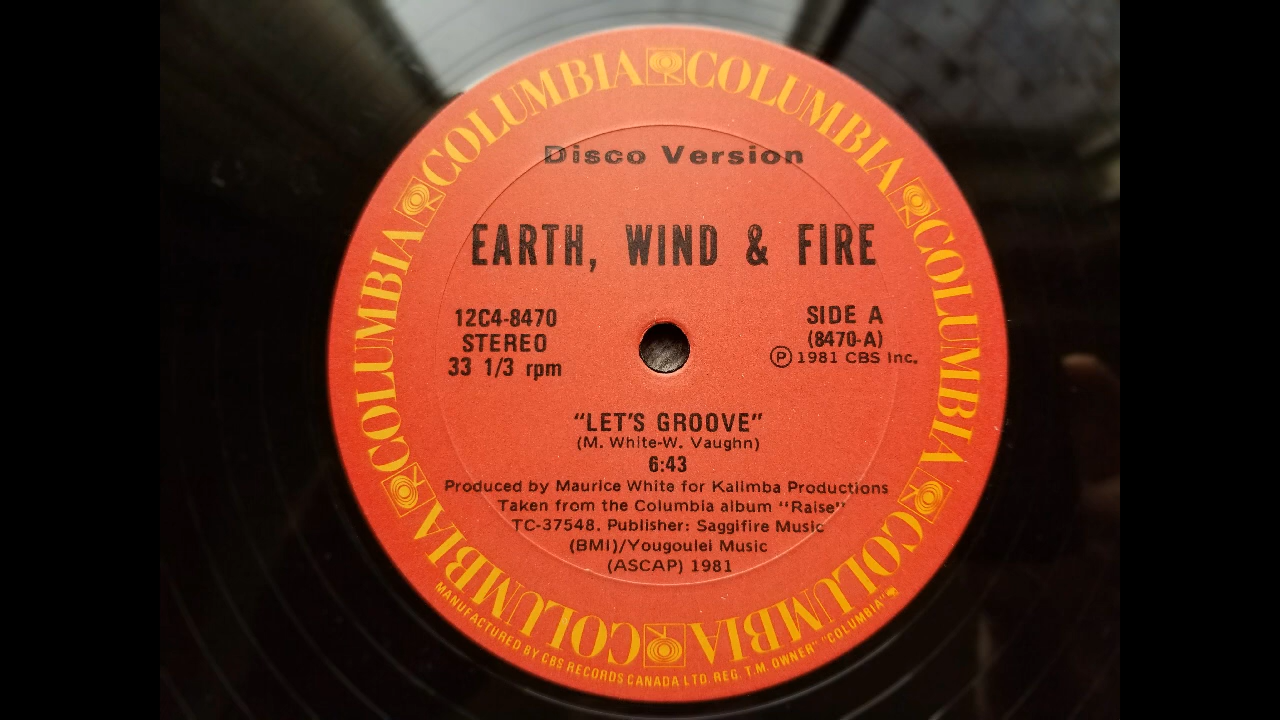 COLUMBIA COLUMBIA COLUMBIA COLUMBIA COLUMBIA COLUMBIA
Disco Version
EARTH, WIND & FIRE
12C4-8470
STEREO
33 1/3 rpm
SIDE A
(8470-A)
Ⓟ 1981 CBS Inc.
"LET'S GROOVE"
(M. White-W. Vaughn)
6:43
Produced by Maurice White for Kalimba Productions
Taken from the Columbia album "Raise"
TC-37548. Publisher: Saggifire Music
(BMI)/Yougoulei Music
(ASCAP) 1981
MANUFACTURED BY CBS RECORDS CANADA LTD. REG. T.M. OWNER "COLUMBIA"